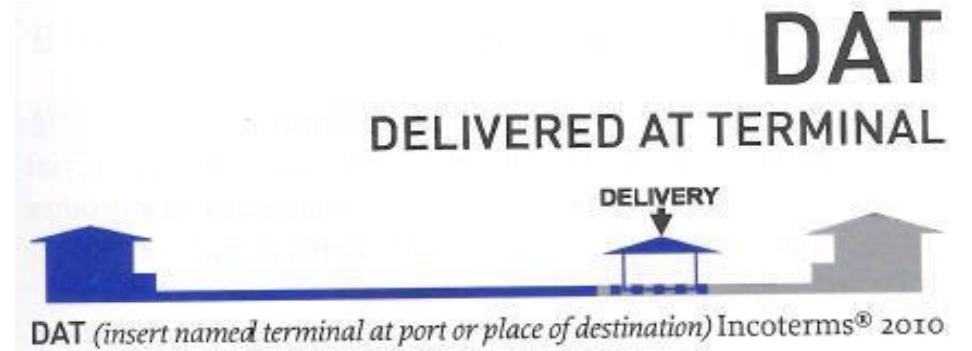 DAT
DELIVERED AT TERMINAL
DELIVERY
DAT (insert named terminal at port or place of destination) Incoterms® 2010